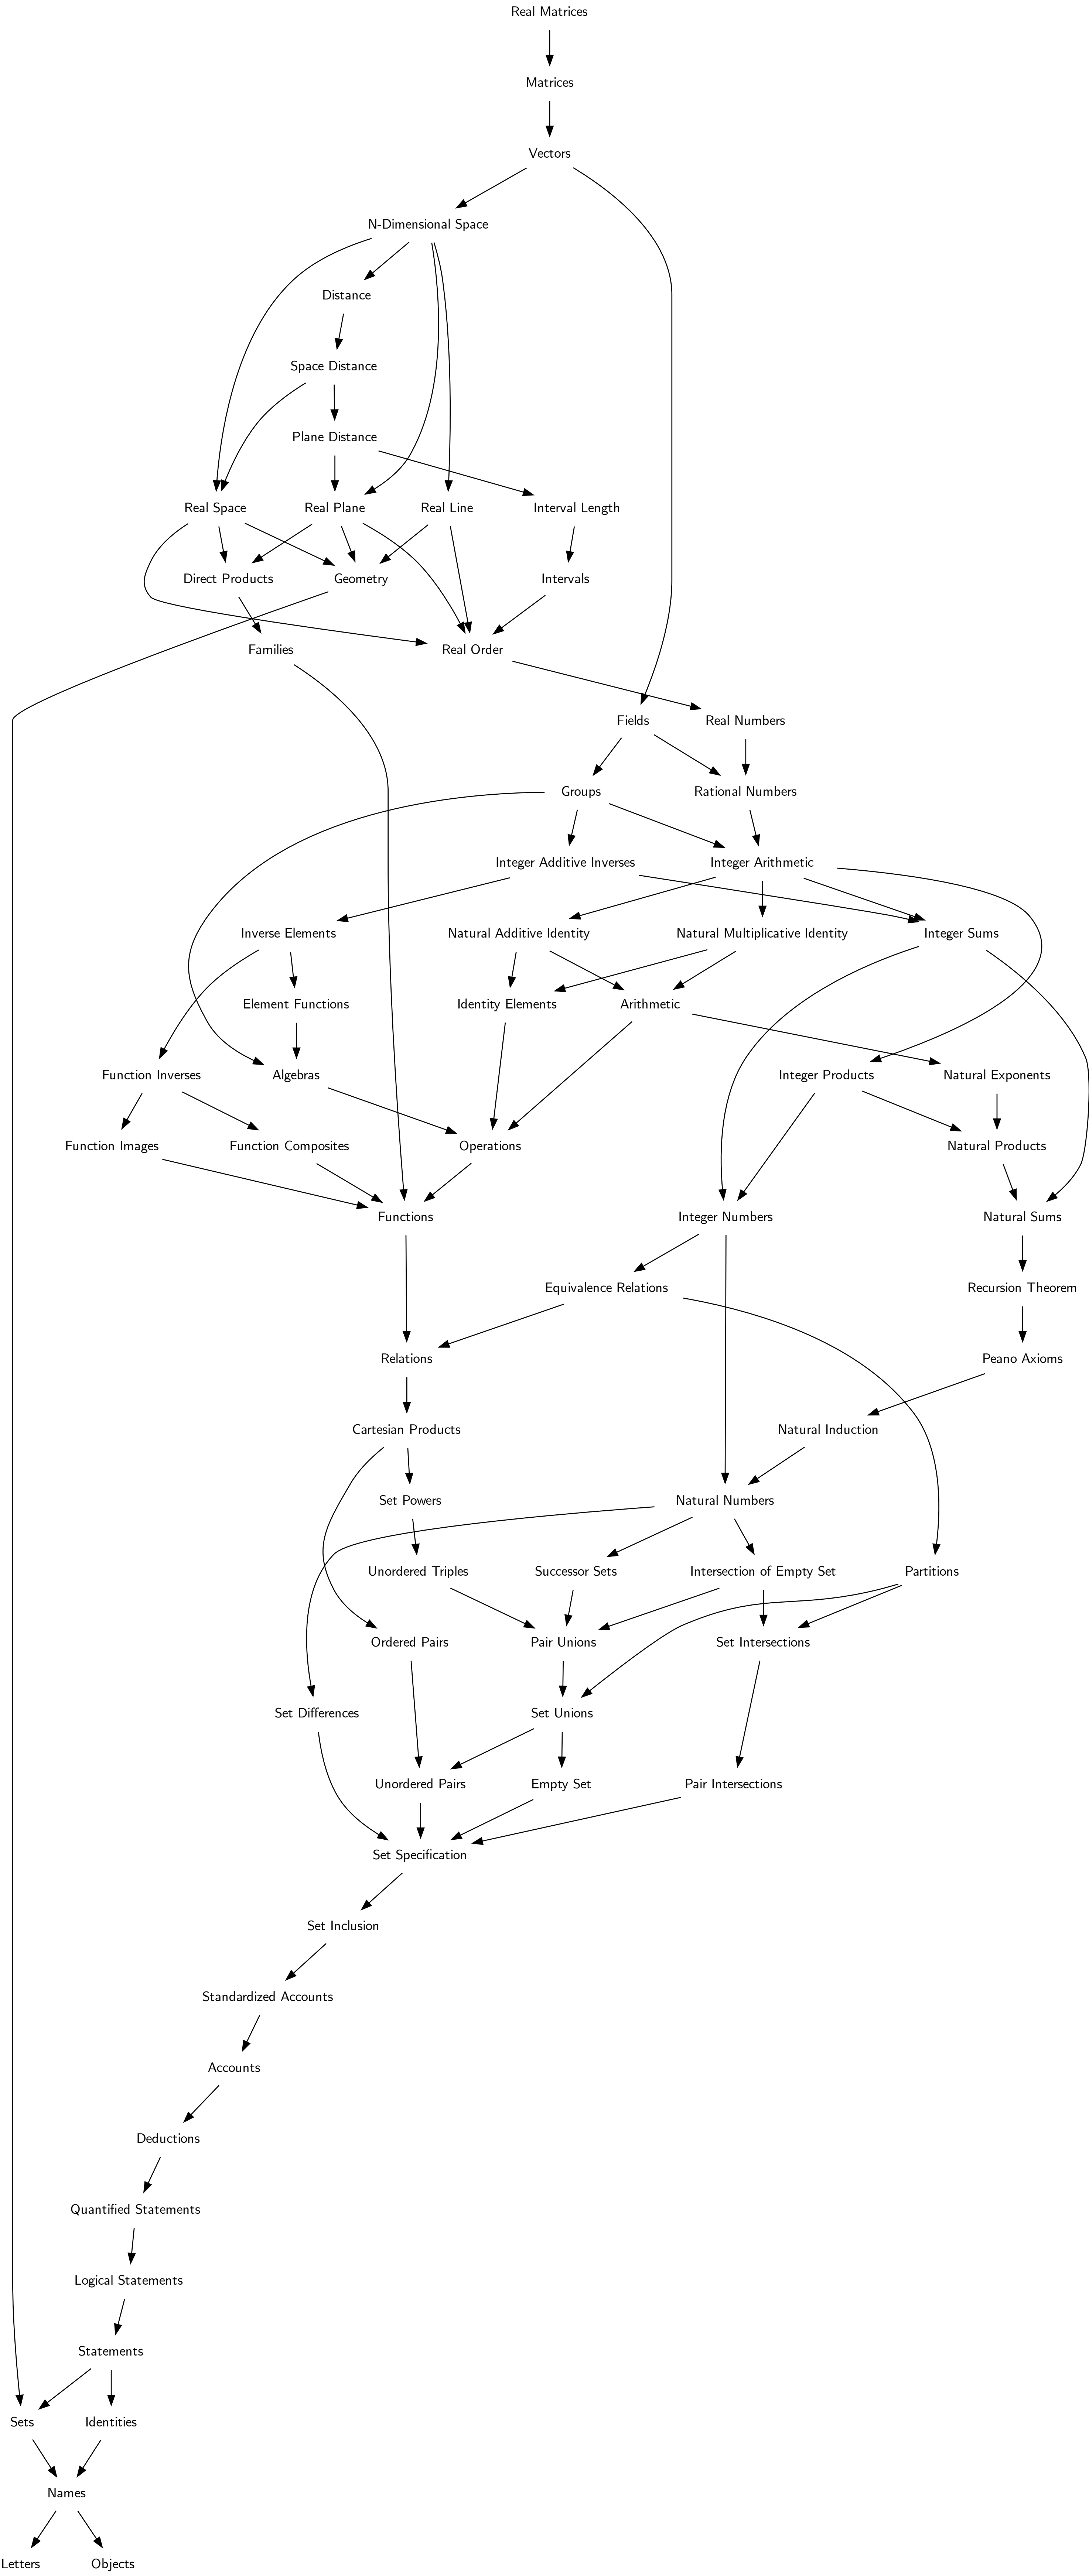 Real Matrices
Matrices
Vectors
N-Dimensional Space
Distance
Space Distance
Plane Distance
Real Space
Real Plane
Real Line
Interval Length
Direct Products
Geometry
Intervals
Families
Real Order
Fields
Real Numbers
Groups
Rational Numbers
Integer Additive Inverses
Integer Arithmetic
Inverse Elements
Natural Additive Identity
Natural Multiplicative Identity
Integer Sums
Element Functions
Identity Elements
Arithmetic
Function Inverses
Algebras
Integer Products
Natural Exponents
Function Images
Function Composites
Operations
Natural Products
Functions
Integer Numbers
Natural Sums
Equivalence Relations
Recursion Theorem
Relations
Peano Axioms
Cartesian Products
Natural Induction
Set Powers
Natural Numbers
Unordered Triples
Successor Sets
Intersection of Empty Set
Partitions
Ordered Pairs
Pair Unions
Set Intersections
Set Differences
Set Unions
Unordered Pairs
Empty Set
Pair Intersections
Set Specification
Set Inclusion
Standardized Accounts
Accounts
Deductions
Quantified Statements
Logical Statements
Statements
Sets
Identities
Names
Letters
Objects